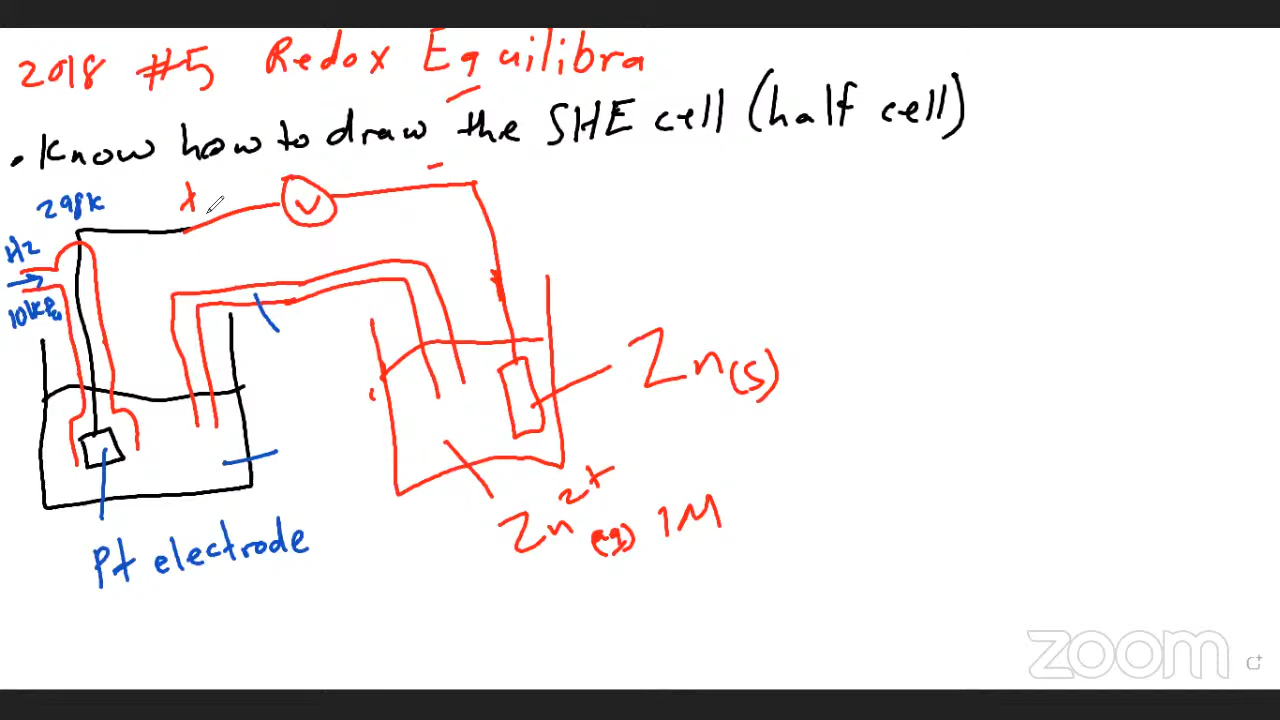 2018 #5 Redox Equilibra
• Know how to draw the SHE cell (half cell)
298K
+
-
V
H2
101KPa
Zn(s)
Zn2+(aq) 1M
Pt electrode
zoom